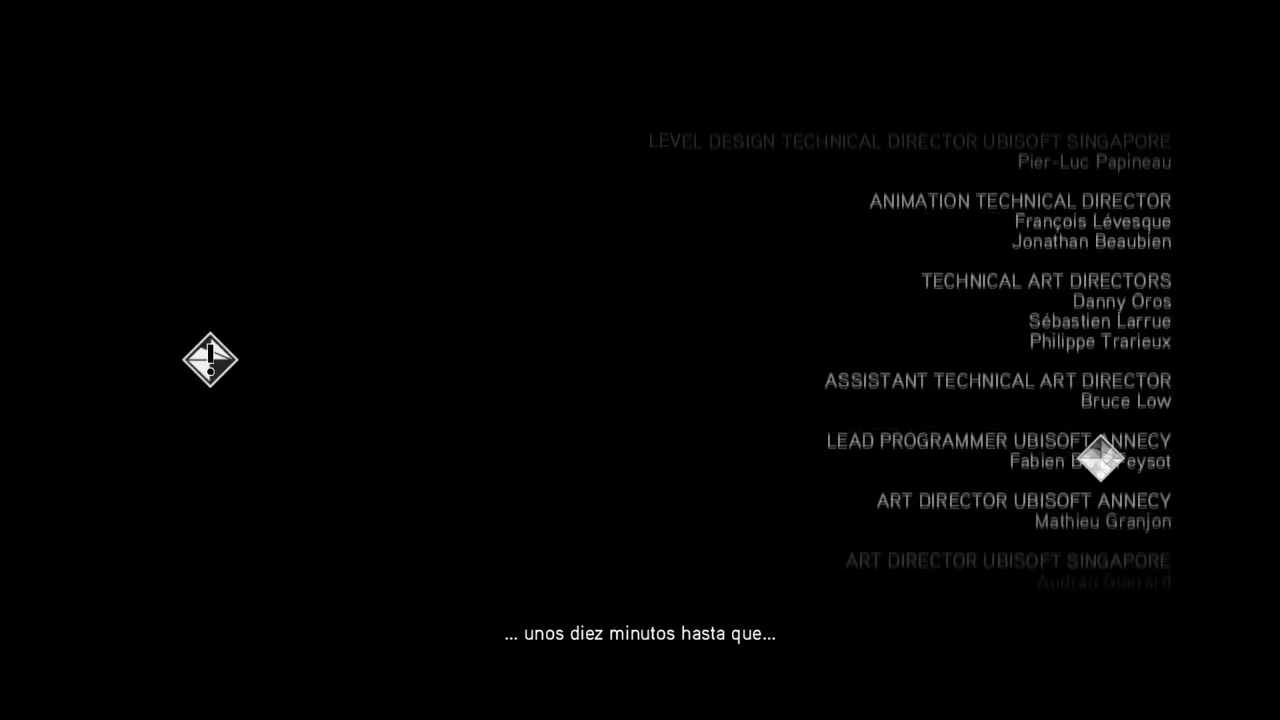 LEVEL DESIGN TECHNICAL DIRECTOR UBISOFT SINGAPORE
Pier-Luc Papineau
ANIMATION TECHNICAL DIRECTOR
François Lévesque
Jonathan Beaubien
TECHNICAL ART DIRECTORS
Danny Oros
Sébastien Larrue
Philippe Trarieux
ASSISTANT TECHNICAL ART DIRECTOR
Bruce Low
LEAD PROGRAMMER UBISOFT ANNECY
Fabien
ART DIRECTOR UBISOFT ANNECY
Mathieu Granjon
ART DIRECTOR UBISOFT SINGAPORE
Audran Guerard
... unos diez minutos hasta que...